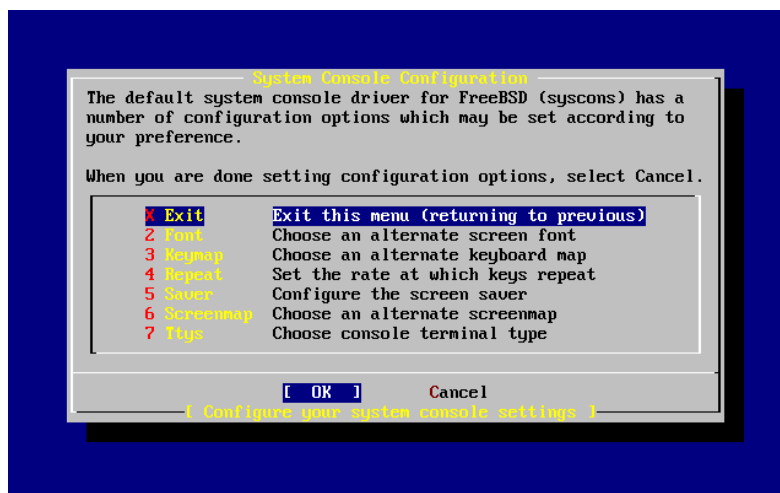 System Console Configuration
The default system console driver for FreeBSD (syscons) has a
number of configuration options which may be set according to
your preference.
When you are done setting configuration options, select Cancel.
X Exit Exit this menu (returning to previous)
2 Font Choose an alternate screen font
3 Keymap Choose an alternate keyboard map
4 Repeat Set the rate at which keys repeat
5 Saver Configure the screen saver
6 Screenmap Choose an alternate screenmap
7 Ttys Choose console terminal type
[ OK ] Cancel
[ Configure your system console settings ]